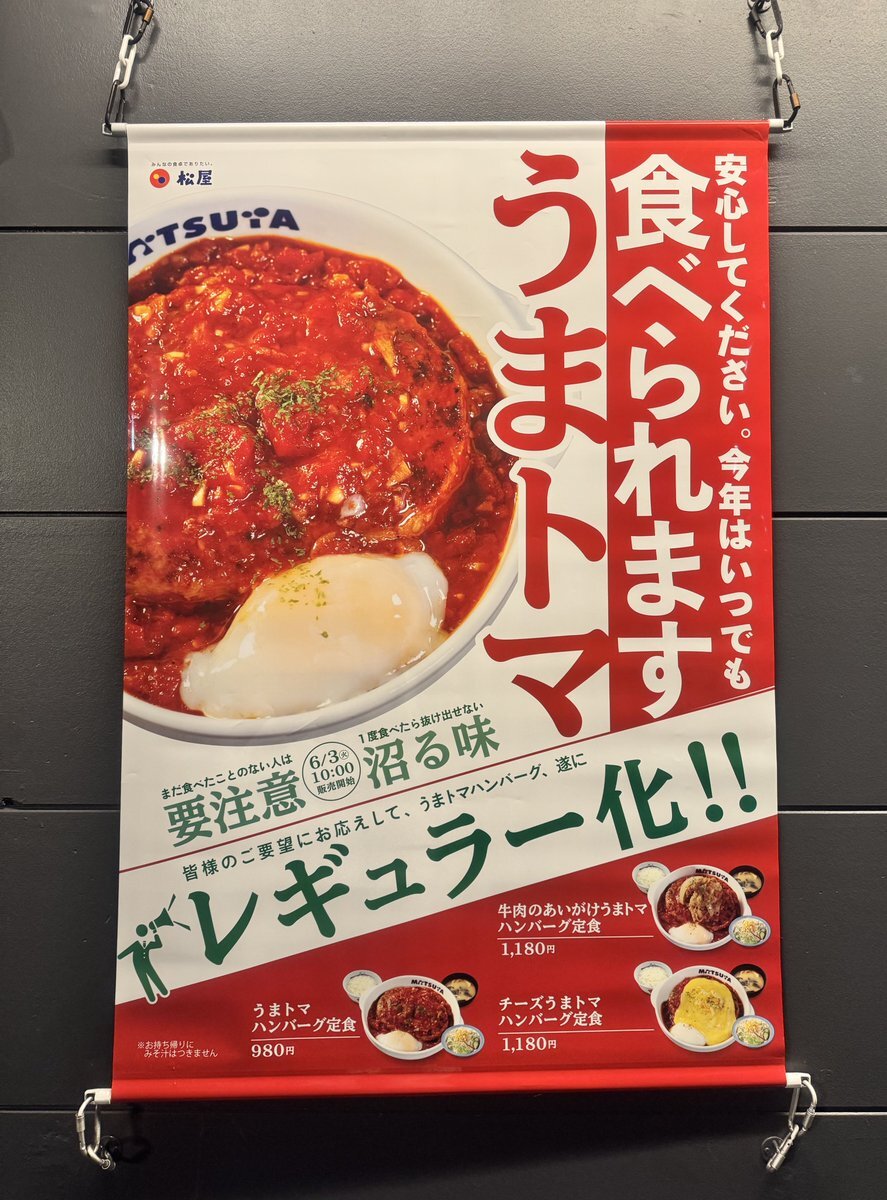 みんなの食卓でありたい。
松屋
MATSUYA
安心してください。今年はいつでも
食べられます
うまトマ
まだ食べたことのない人は
要注意
6/3㊌
10:00
販売開始
1度食べたら抜け出せない
沼る味
皆様のご要望にお応えして、うまトマハンバーグ、遂に
レギュラー化!!
MATSUYA
牛肉のあいがけうまトマ
ハンバーグ定食
1,180円
MATSUYA
うまトマ
ハンバーグ定食
980円
MATSUYA
チーズうまトマ
ハンバーグ定食
1,180円
※お持ち帰りに
みそ汁はつきません